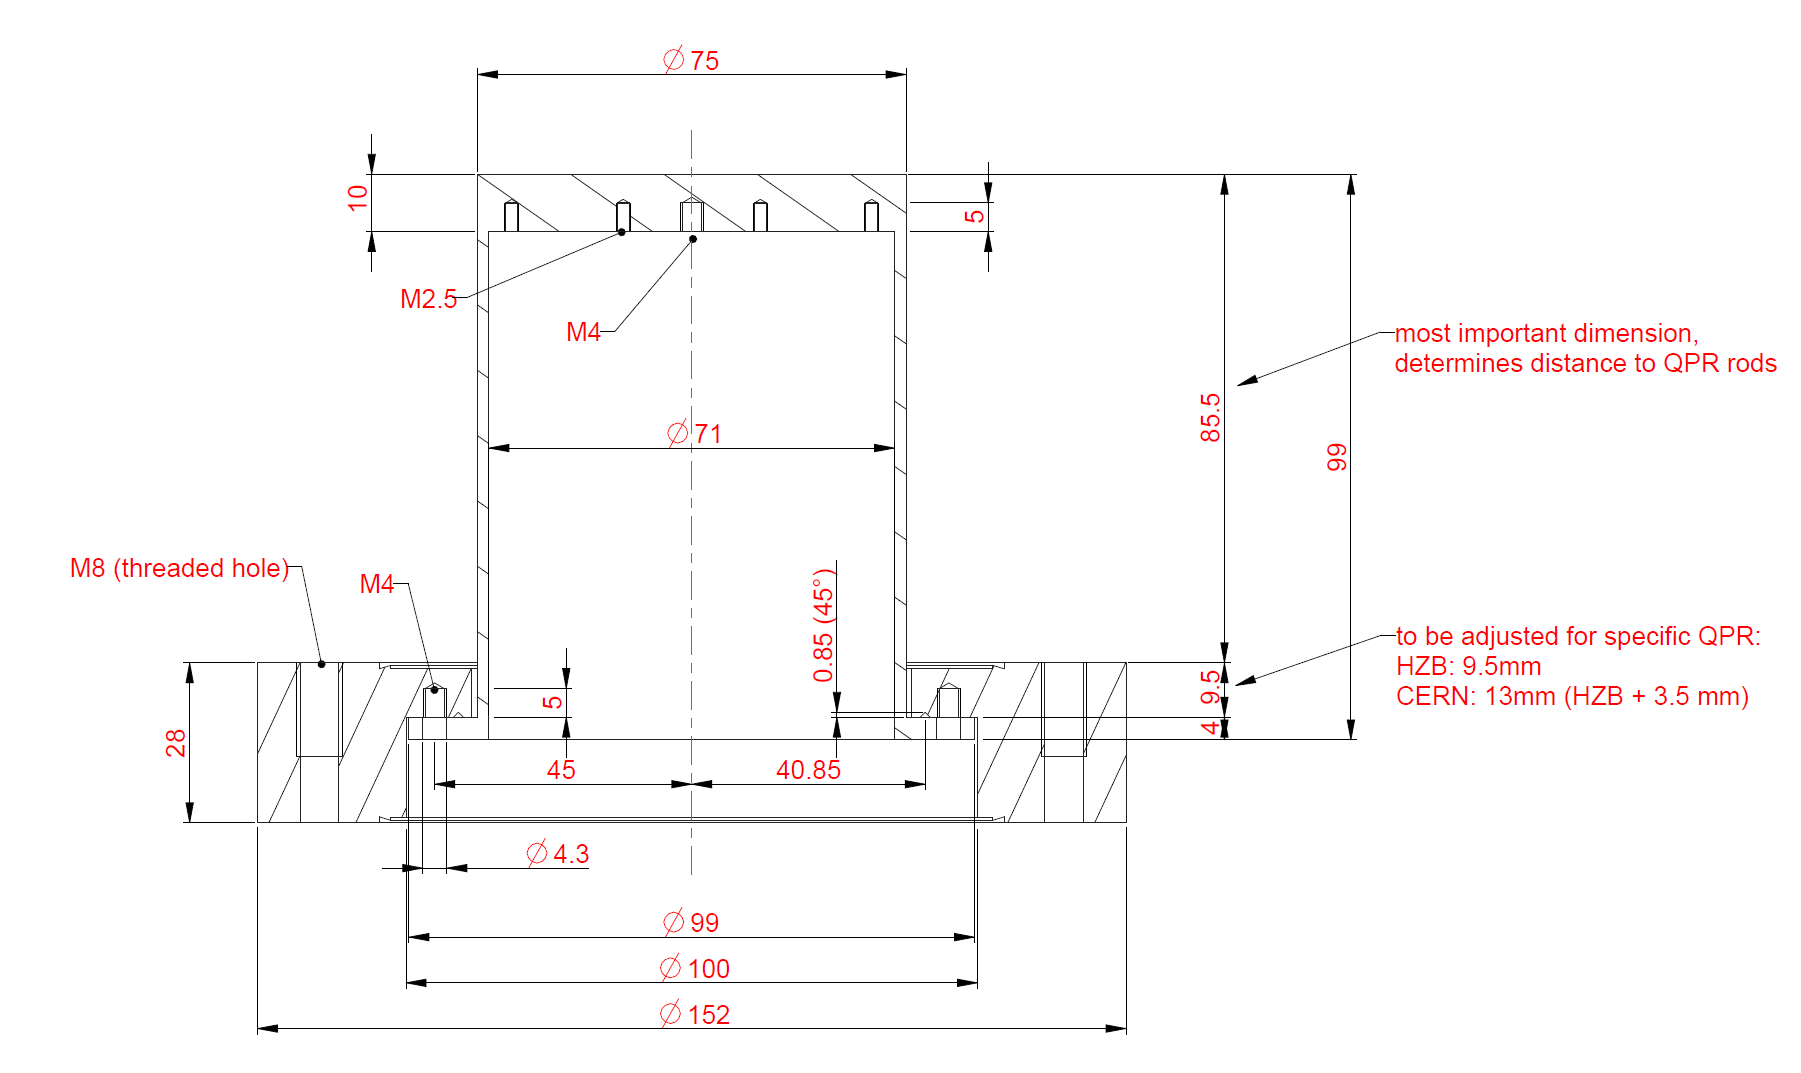 ∅ 75
10
5
M2.5
M4
most important dimension,
determines distance to QPR rods
85.5
99
∅ 71
M8 (threaded hole)
M4
0.85 (45°)
to be adjusted for specific QPR:
HZB: 9.5mm
CERN: 13mm (HZB + 3.5 mm)
5
9.5
4
28
45
40.85
∅ 4.3
∅ 99
∅ 100
∅ 152